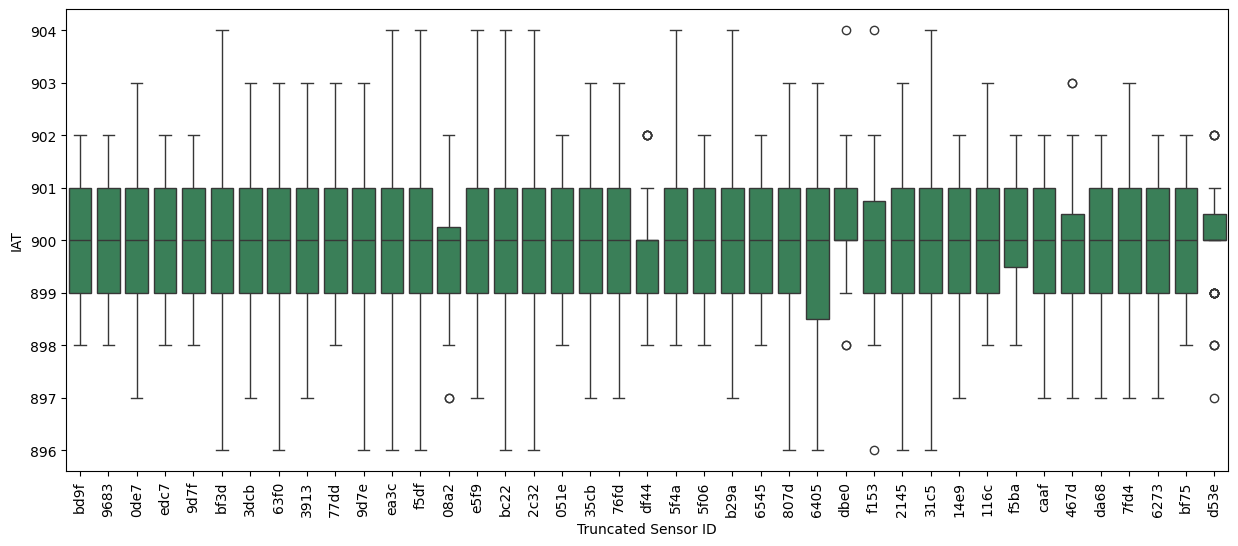 IAT
904
903
902
901
900
899
898
897
896
bd9f
9683
0de7
edc7
9d7f
bf3d
3dcb
63f0
3913
77dd
9d7e
ea3c
f5df
08a2
e5f9
bc22
2c32
051e
35cb
76fd
df44
5f4a
5f06
b29a
6545
807d
6405
dbe0
f153
2145
31c5
14e9
116c
f5ba
caaf
467d
da68
7fd4
6273
bf75
d53e
Truncated Sensor ID